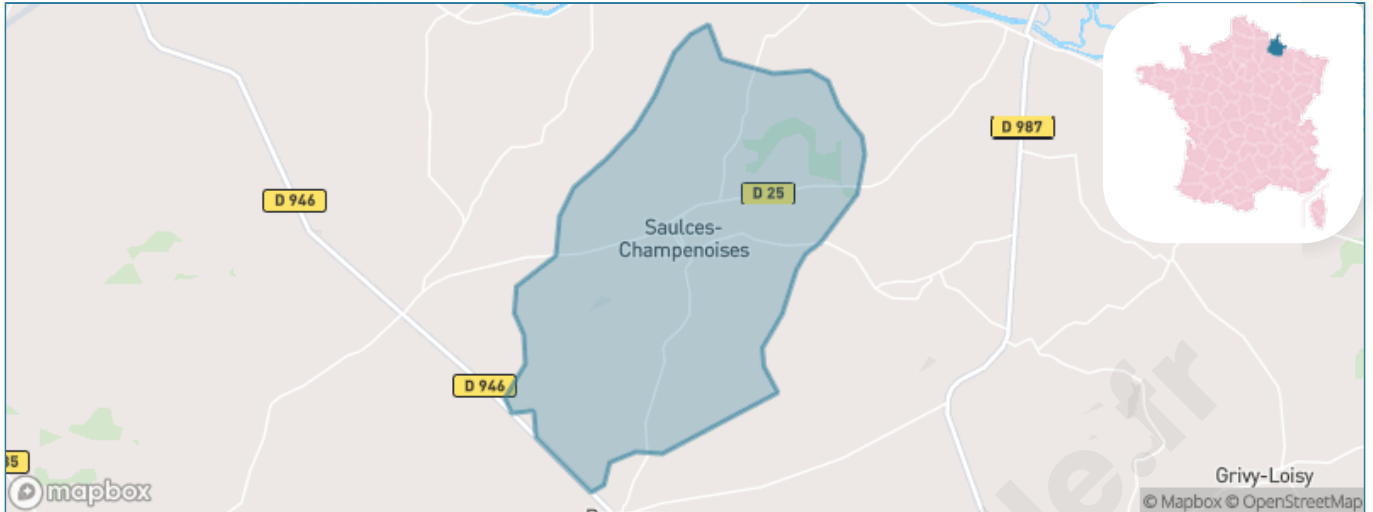 D 987
D 946
D 25
Saulces-
Champenoises
D 946
Grivy-Loisy
mapbox
© Mapbox © OpenStreetMap